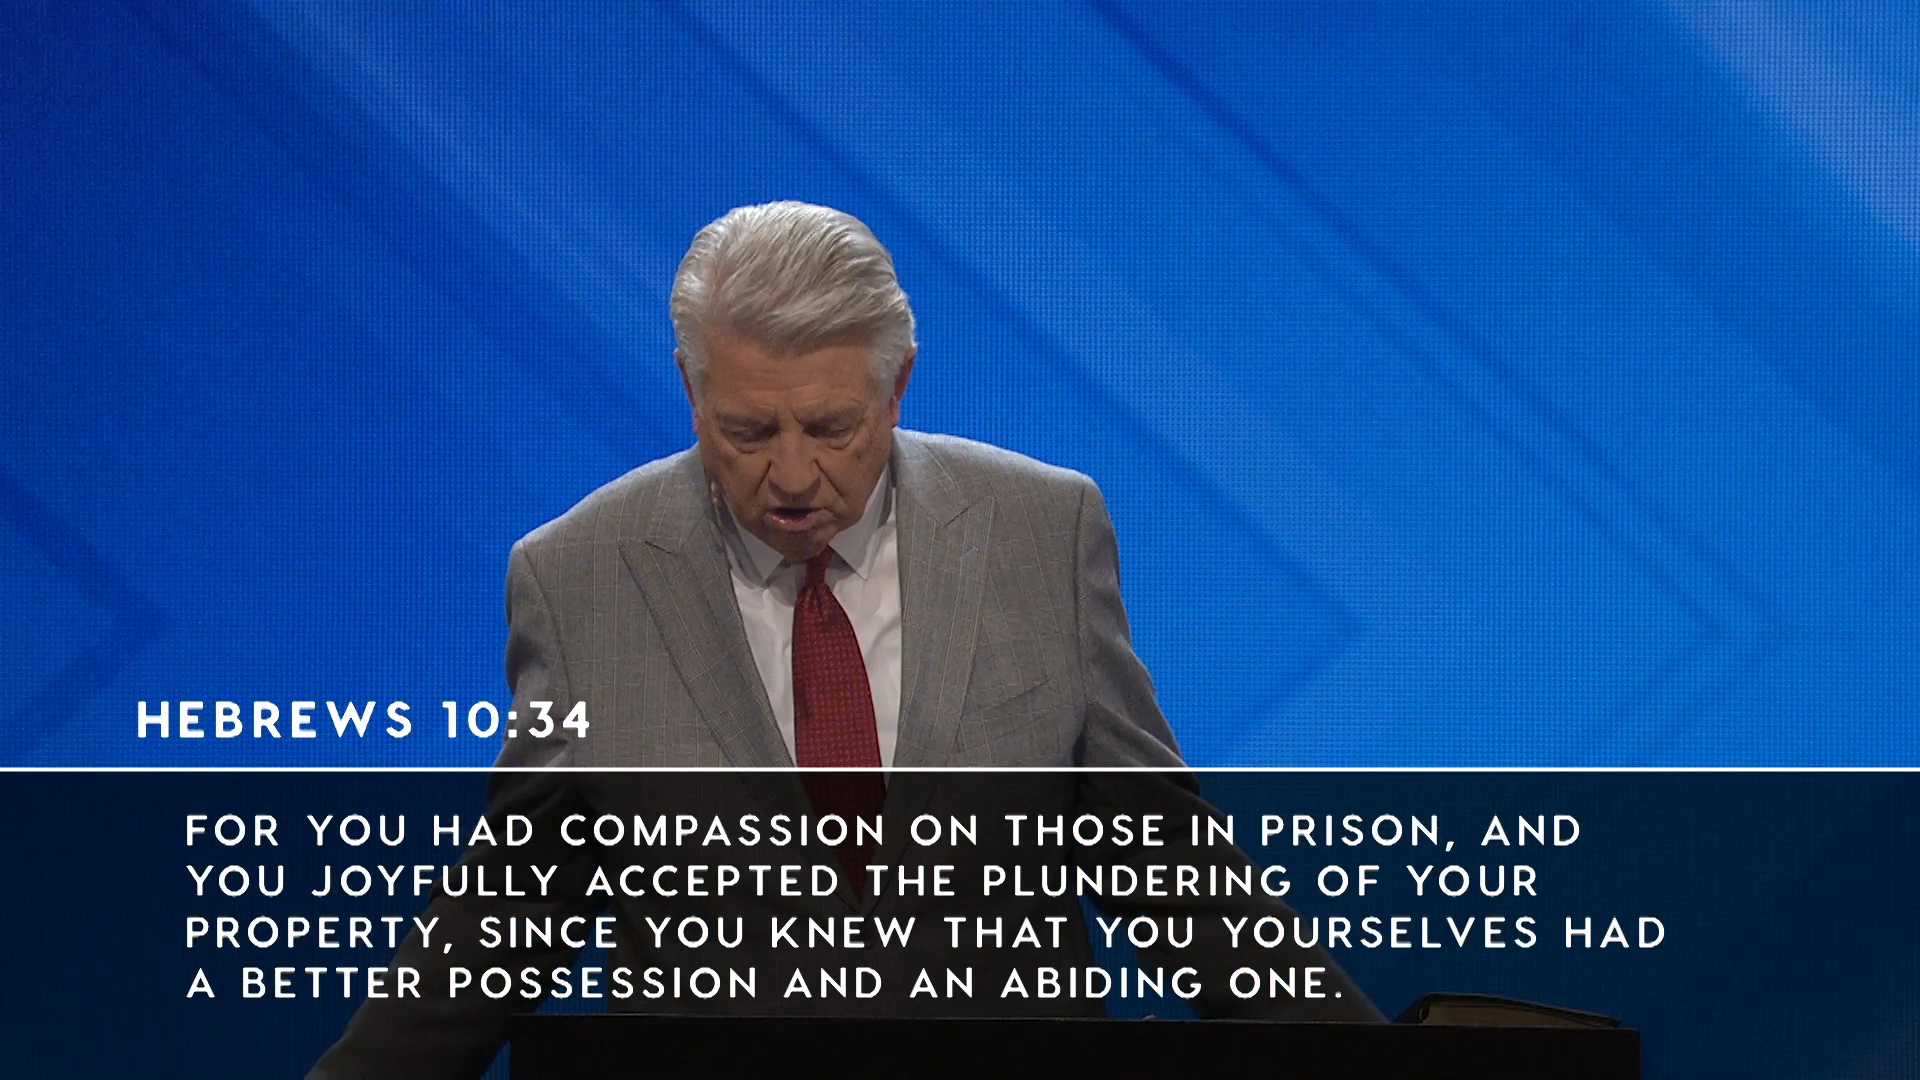 HEBREWS 10:34
FOR YOU HAD COMPASSION ON THOSE IN PRISON, AND
YOU JOYFULLY ACCEPTED THE PLUNDERING OF YOUR
PROPERTY, SINCE YOU KNEW THAT YOU YOURSELVES HAD
A BETTER POSSESSION AND AN ABIDING ONE.